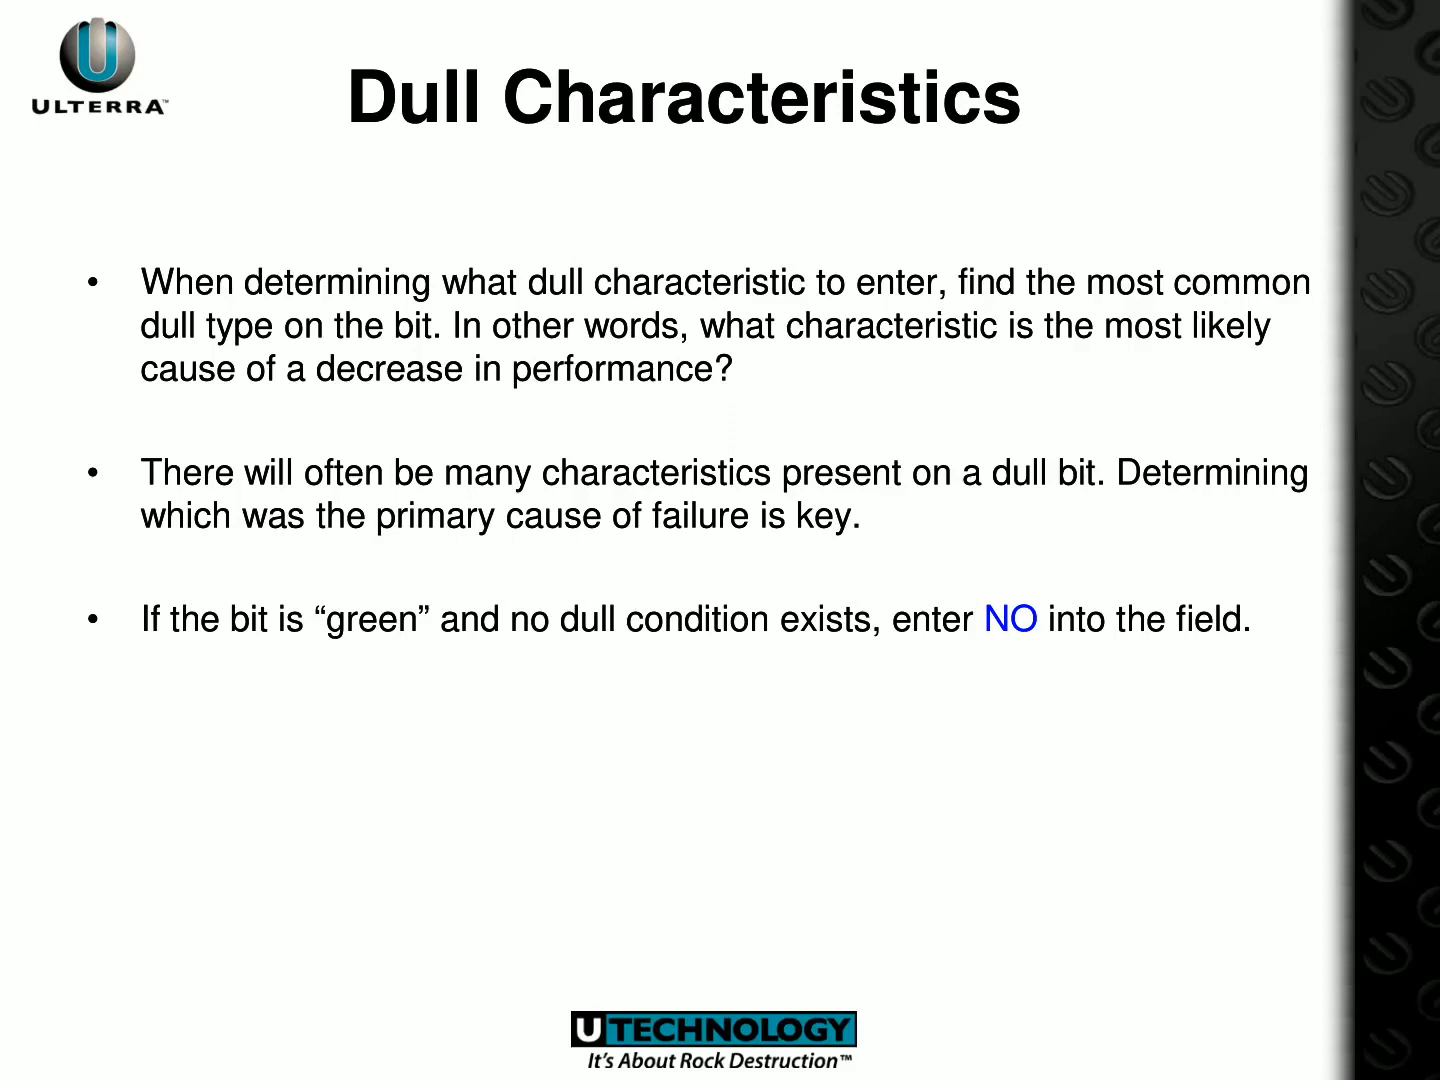 U
ULTERRA™
Dull Characteristics
• When determining what dull characteristic to enter, find the most common
dull type on the bit. In other words, what characteristic is the most likely
cause of a decrease in performance?
• There will often be many characteristics present on a dull bit. Determining
which was the primary cause of failure is key.
• If the bit is “green” and no dull condition exists, enter NO into the field.
U TECHNOLOGY
It's About Rock Destruction™